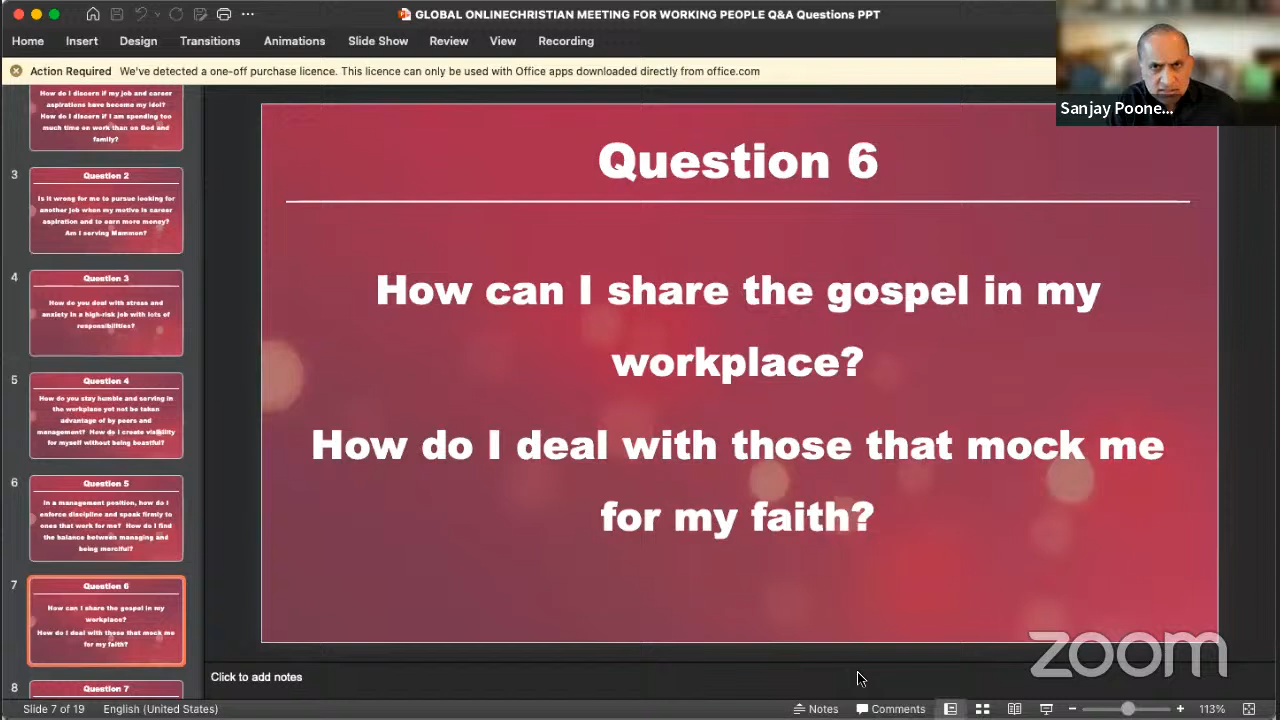 GLOBAL ONLINECHRISTIAN MEETING FOR WORKING PEOPLE Q&A Questions PPT
Home Insert Design Transitions Animations Slide Show Review View Recording
Action Required We've detected a one-off purchase licence. This licence can only be used with Office apps downloaded directly from office.com
Sanjay Poone...
How do I discern if my job and career
aspirations have become my idol?
How do I discern if I am spending too
much time on work than on God and
family?
3
Question 2
Is it wrong for me to pursue looking for
another job when my motive is career
aspiration and to earn more money?
Am I serving Mammon?
4
Question 3
How do you deal with stress and
anxiety in a high-risk job with lots of
responsibilities?
5
Question 4
How do you stay humble and serving in
the workplace yet not be taken
advantage of by peers and
management? How do I create visibility
for myself without being boastful?
6
Question 5
In a management position, how do I
enforce discipline and speak firmly to
ones that work for me? How do I find
the balance between managing and
being merciful?
7
Question 6
How can I share the gospel in my
workplace?
How do I deal with those that mock me
for my faith?
8
Question 7
Question 6
How can I share the gospel in my
workplace?
How do I deal with those that mock me
for my faith?
zoom
Click to add notes
Slide 7 of 19 English (United States) Notes Comments 113%